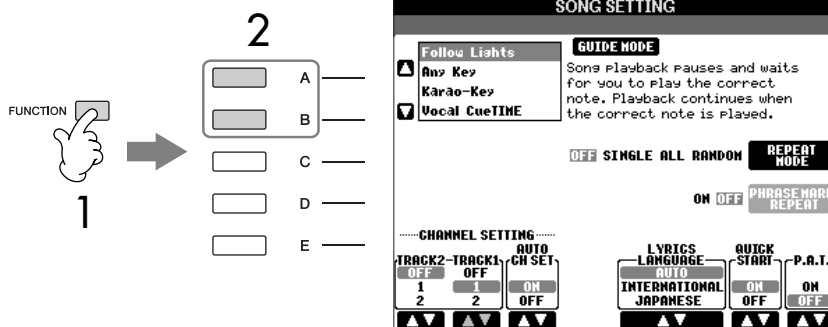 SONG SETTING
2
FUNCTION
1
A
B
C
D
E
Follow Lights
Any Key
Karao-Key
Vocal CueTIME
GUIDE MODE
Song Playback pauses and waits
for you to play the correct
note. Playback continues when
the correct note is played.
OFF SINGLE ALL RANDOM REPEAT MODE
ON OFF PHRASE MARK REPEAT
CHANNEL SETTING
TRACK2 TRACK1 AUTO CH SET
OFF OFF
1 1 ON
2 2 OFF
LYRICS LANGUAGE QUICK START P.A.T.
AUTO
INTERNATIONAL ON ON
JAPANESE OFF OFF